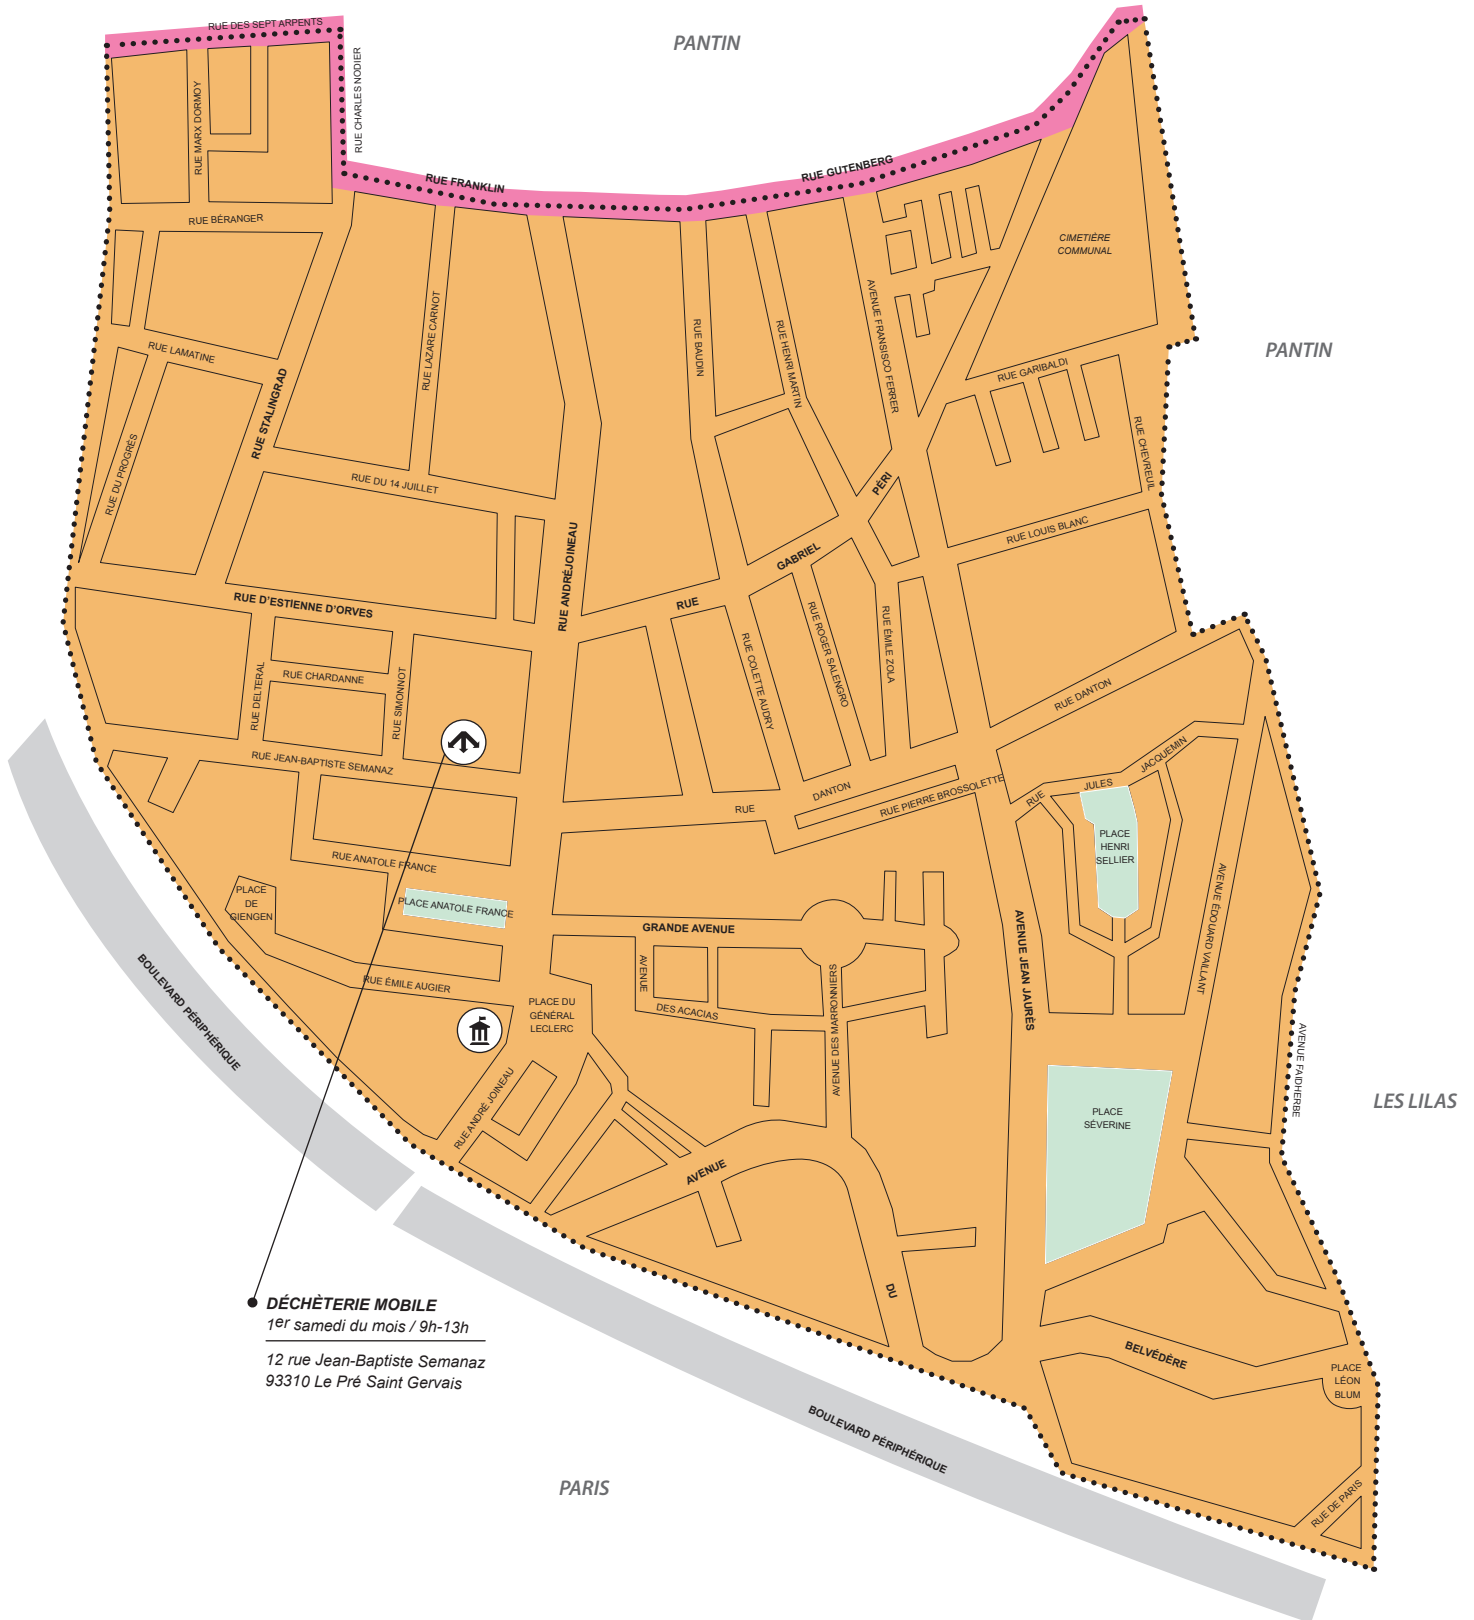 RUE DES SEPT ARPENTS
PANTIN
RUE CHARLES NODIER
RUE MARX DORMOY
RUE FRANKLIN
RUE GUTENBERG
RUE BÉRANGER
CIMETIÈRE
COMMUNAL
RUE LAMATINE
RUE STALINGRAD
RUE LAZARE CARNOT
RUE BAUDIN
RUE HENRI MARTIN
AVENUE FRANSISCO FERRER
RUE GARIBALDI
PANTIN
RUE CHEVREUIL
RUE DU PROGRÈS
RUE DU 14 JUILLET
PÉRI
RUE LOUIS BLANC
RUE ANDRÉJOINEAU
GABRIEL
RUE
RUE D'ESTIENNE D'ORVES
RUE COLETTE AUDRY
RUE ROGER SALENGRO
RUE ÉMILE ZOLA
RUE DANTON
RUE DELTERAL
RUE CHARDANNE
RUE SIMONNOT
RUE JEAN-BAPTISTE SEMANAZ
RUE
DANTON
RUE PIERRE BROSSOLETTE
RUE
JULES
JACQUEMIN
PLACE
HENRI
SELLIER
RUE ANATOLE FRANCE
PLACE ANATOLE FRANCE
PLACE
DE
GIENGEN
GRANDE AVENUE
AVENUE
DES ACACIAS
AVENUE DES MARRONNIERS
AVENUE JEAN JAURÈS
AVENUE ÉDOUARD VAILLANT
AVENUE FAIDHERBE
BOULEVARD PÉRIPHÉRIQUE
RUE ÉMILE AUGIER
PLACE DU
GÉNÉRAL
LECLERC
RUE ANDRÉ JOINEAU
PLACE
SÉVERINE
LES LILAS
AVENUE
DU
BELVÉDÈRE
PLACE
LÉON
BLUM
DÉCHÈTERIE MOBILE
1er samedi du mois / 9h-13h
12 rue Jean-Baptiste Semanaz
93310 Le Pré Saint Gervais
BOULEVARD PÉRIPHÉRIQUE
PARIS
RUE DE PARIS